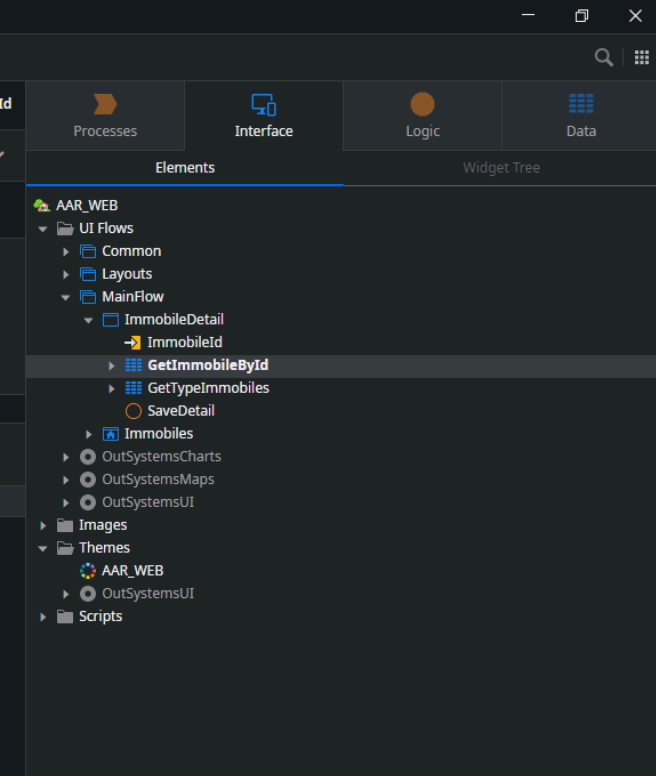 Id
Processes
Interface
Logic
Data
Elements
Widget Tree
AAR_WEB
UI Flows
Common
Layouts
MainFlow
ImmobileDetail
ImmobileId
GetImmobileById
GetTypeImmobiles
SaveDetail
Immobiles
OutSystemsCharts
OutSystemsMaps
OutSystemsUI
Images
Themes
AAR_WEB
OutSystemsUI
Scripts